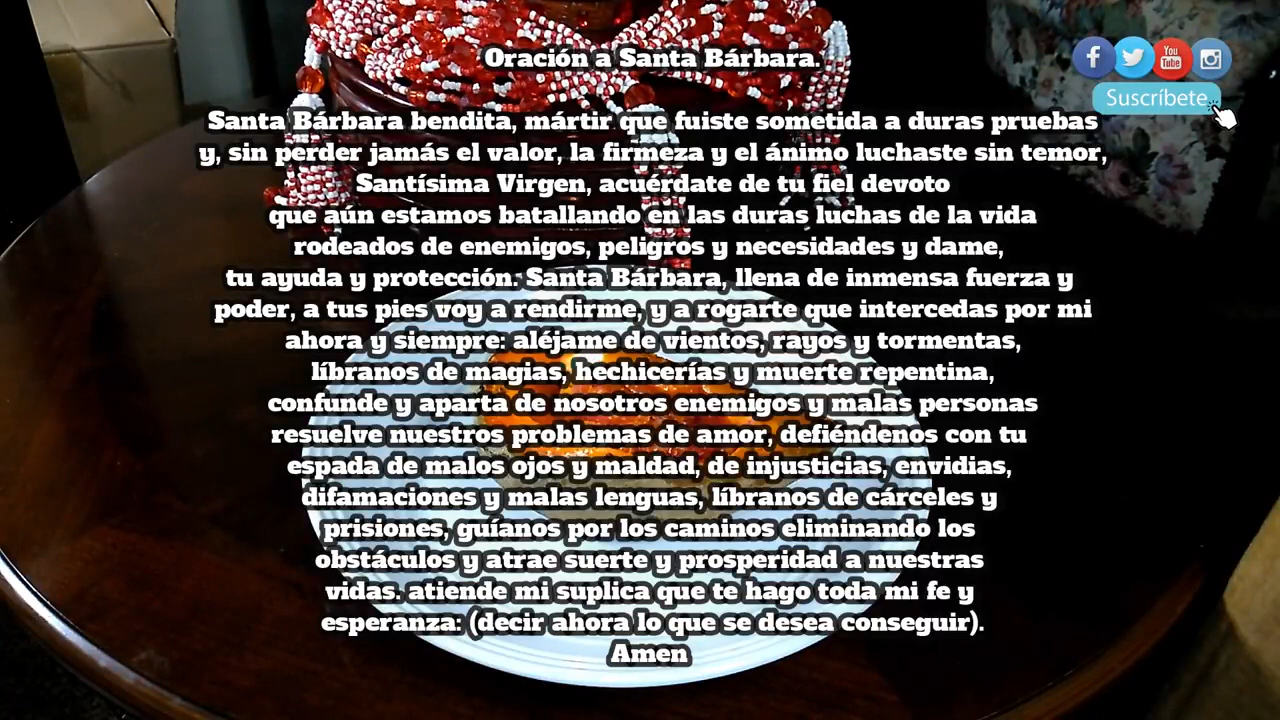 Oración a Santa Bárbara.
You
Tube
Suscríbete
Santa Bárbara bendita, mártir que fuiste sometida a duras pruebas
y, sin perder jamás el valor, la firmeza y el ánimo luchaste sin temor,
Santísima Virgen, acuérdate de tu fiel devoto
que aún estamos batallando en las duras luchas de la vida
rodeados de enemigos, peligros y necesidades y dame,
tu ayuda y protección. Santa Bárbara, llena de inmensa fuerza y
poder, a tus pies voy a rendirme, y a rogarte que intercedas por mi
ahora y siempre: aléjame de vientos, rayos y tormentas,
líbranos de magias, hechicerías y muerte repentina,
confunde y aparta de nosotros enemigos y malas personas
resuelve nuestros problemas de amor, defiéndenos con tu
espada de malos ojos y maldad, de injusticias, envidias,
difamaciones y malas lenguas, líbranos de cárceles y
prisiones, guíanos por los caminos eliminando los
obstáculos y atrae suerte y prosperidad a nuestras
vidas. atiende mi suplica que te hago toda mi fe y
esperanza: (decir ahora lo que se desea conseguir).
Amen